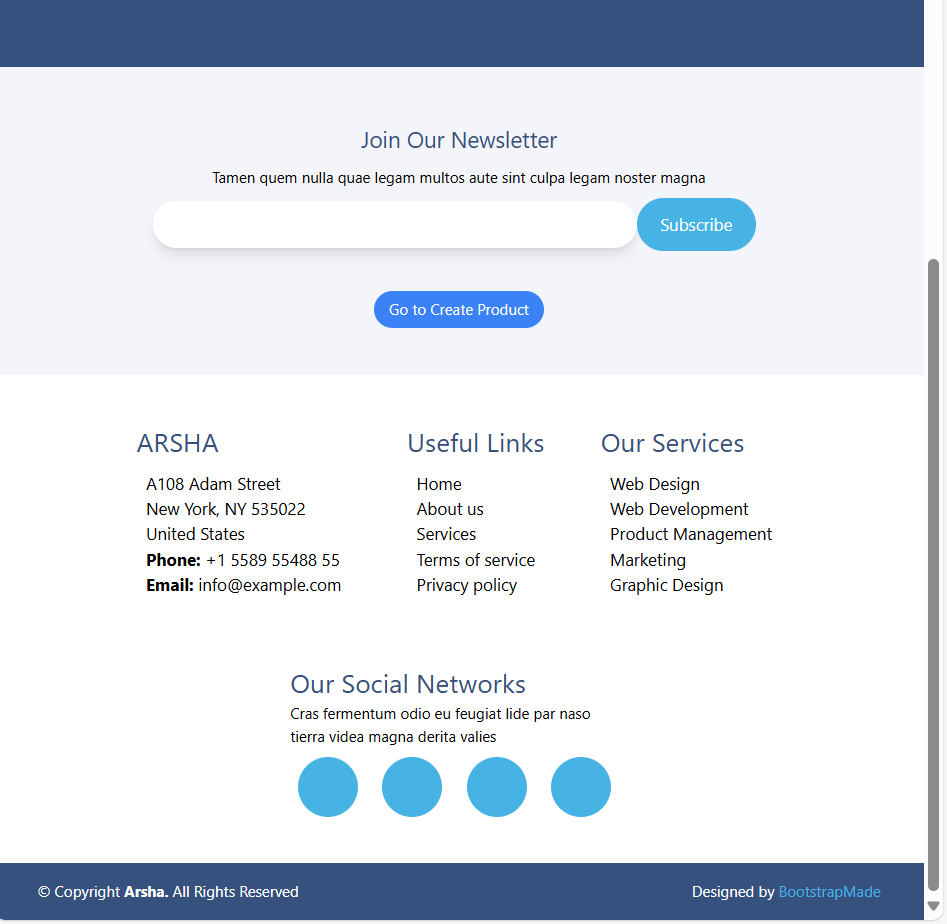 Join Our Newsletter
Tamen quem nulla quae legam multos aute sint culpa legam noster magna
Subscribe
Go to Create Product
ARSHA
A108 Adam Street
New York, NY 535022
United States
Phone: +1 5589 55488 55
Email: info@example.com
Useful Links
Home
About us
Services
Terms of service
Privacy policy
Our Services
Web Design
Web Development
Product Management
Marketing
Graphic Design
Our Social Networks
Cras fermentum odio eu feugiat lide par naso
tierra videa magna derita valies
© Copyright Arsha. All Rights Reserved
Designed by BootstrapMade